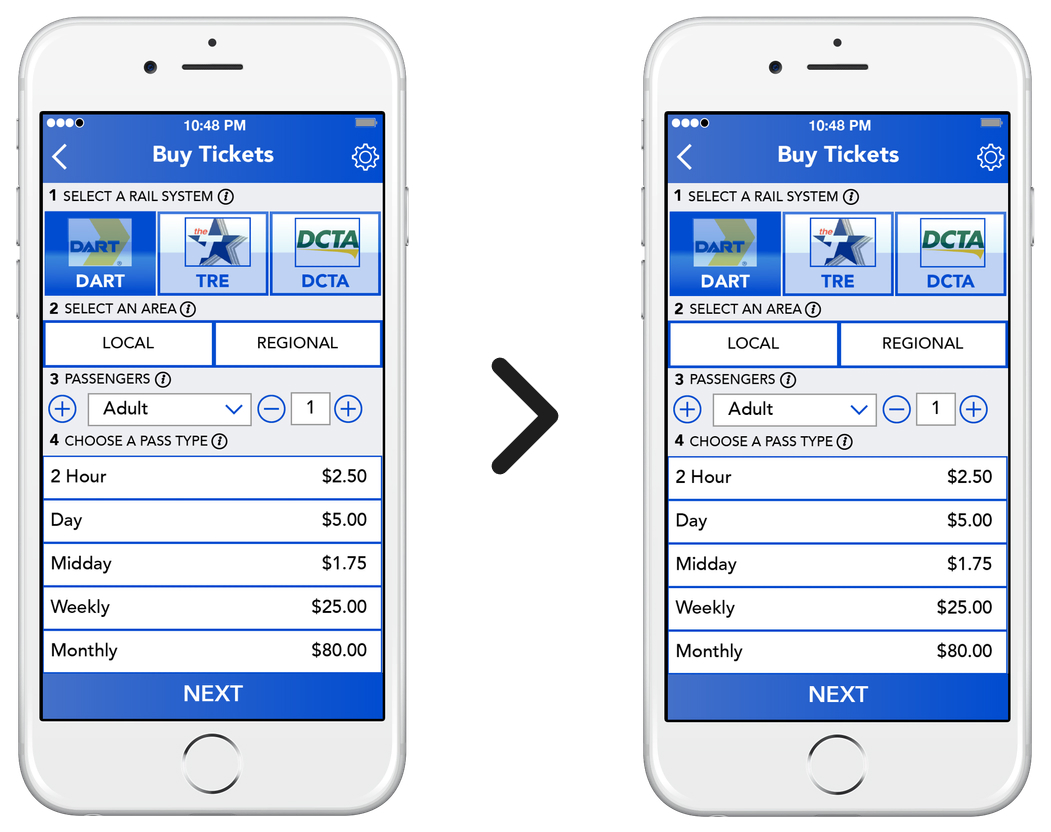 10:48 PM
Buy Tickets
1 SELECT A RAIL SYSTEM i
DART the DCTA
DART TRE DCTA
2 SELECT AN AREA i
LOCAL REGIONAL
3 PASSENGERS i
Adult 1
4 CHOOSE A PASS TYPE i
2 Hour $2.50
Day $5.00
Midday $1.75
Weekly $25.00
Monthly $80.00
NEXT
10:48 PM
Buy Tickets
1 SELECT A RAIL SYSTEM i
DART the DCTA
DART TRE DCTA
2 SELECT AN AREA i
LOCAL REGIONAL
3 PASSENGERS i
Adult 1
4 CHOOSE A PASS TYPE i
2 Hour $2.50
Day $5.00
Midday $1.75
Weekly $25.00
Monthly $80.00
NEXT